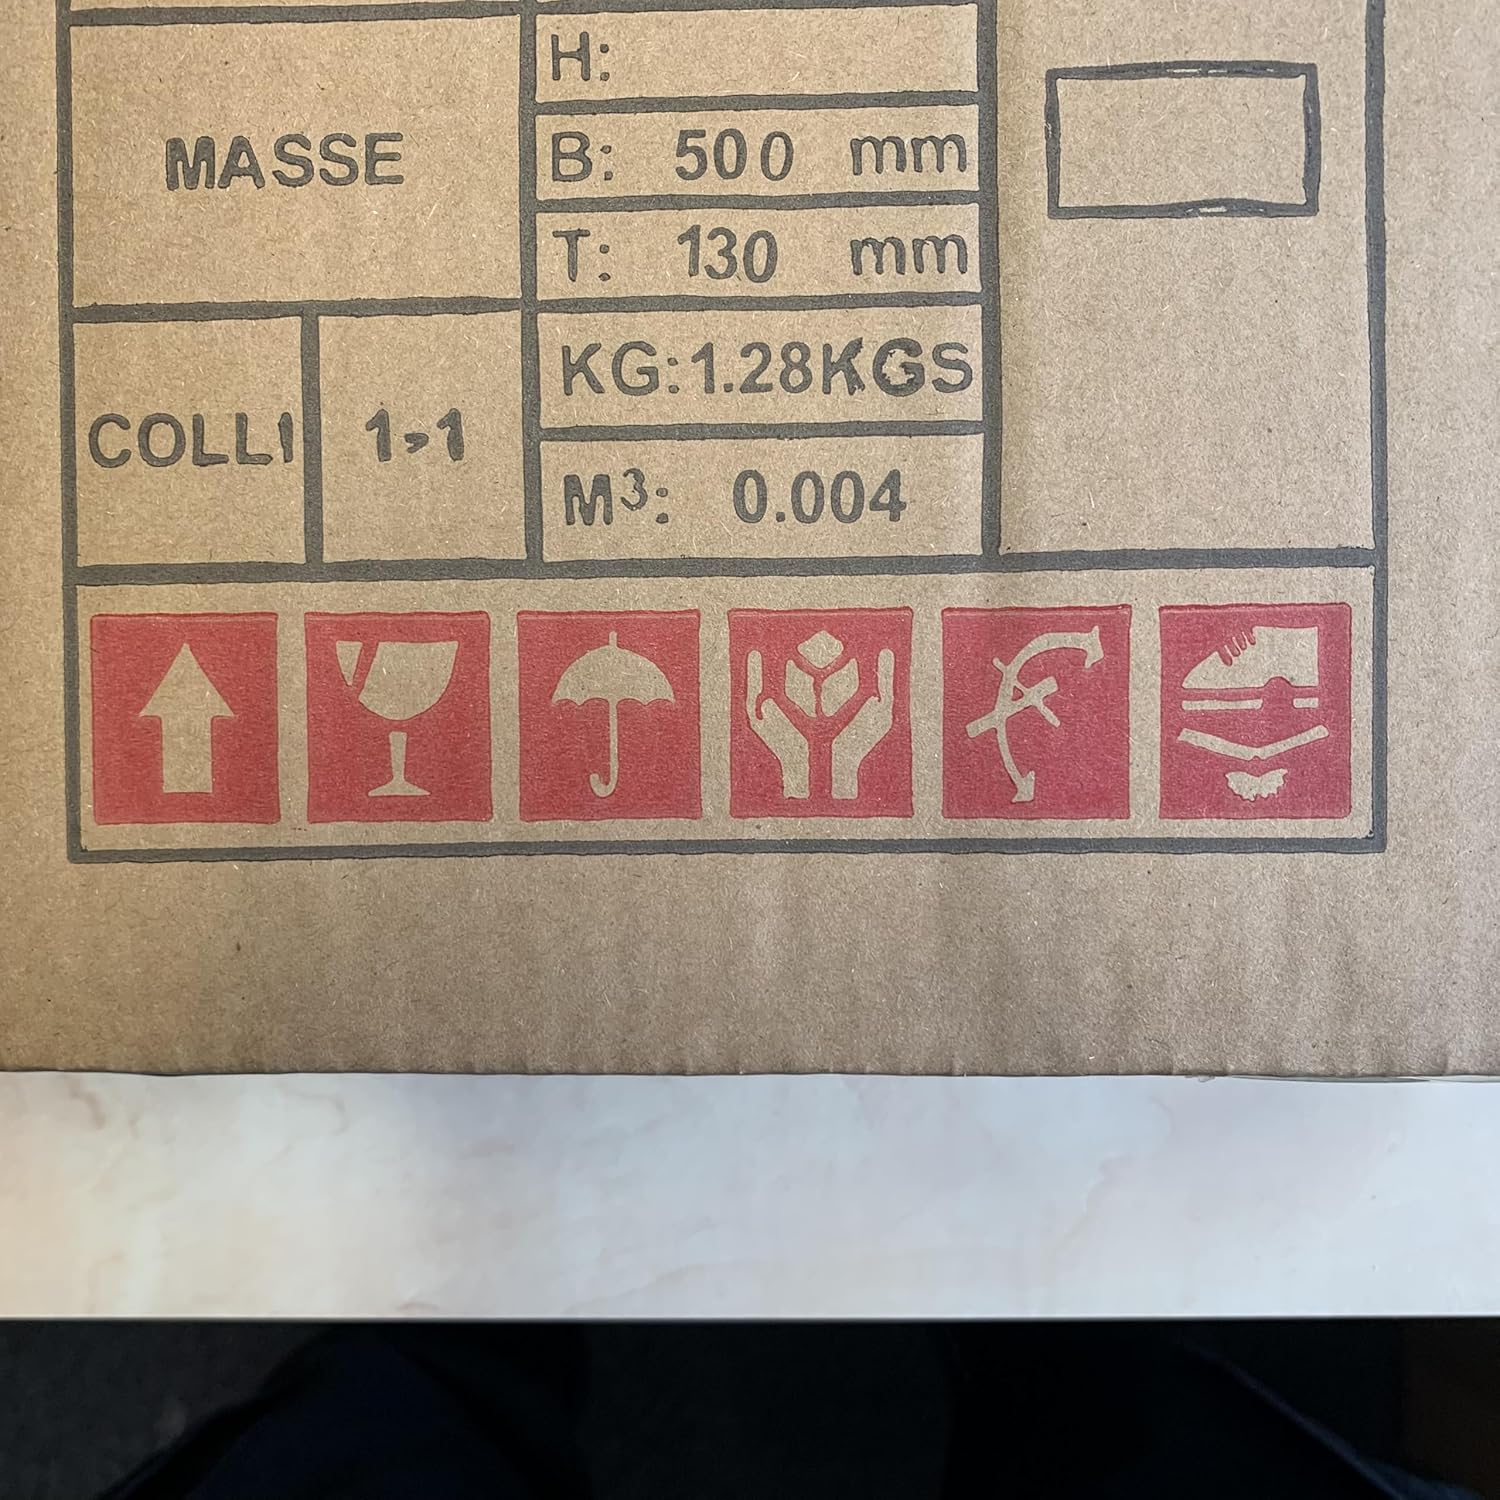 H:
MASSE
B: 500 mm
T: 130 mm
KG:1.28KGS
COLLI 1,1
M³: 0.004